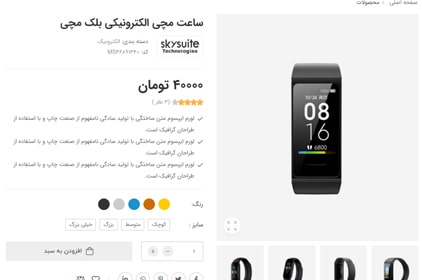 صفحه اصلی
محصولات
ساعت مچی الکترونیکی بلک مچی
دسته بندی: الکترونیک
skysuite
Technologies
۴۰۰۰۰ تومان
لورم ایپسوم متن ساختگی با تولید سادگی نامفهوم از صنعت چاپ و با استفاده از
طراحان گرافیک است.
لورم ایپسوم متن ساختگی با تولید سادگی نامفهوم از صنعت چاپ و با استفاده از
طراحان گرافیک است.
لورم ایپسوم متن ساختگی با تولید سادگی نامفهوم از صنعت چاپ و با استفاده از
طراحان گرافیک است.
رنگ:
سایز :
کوچک
متوسط
بزرگ
خیلی بزرگ
۱
افزودن به سبد
08
16
6800